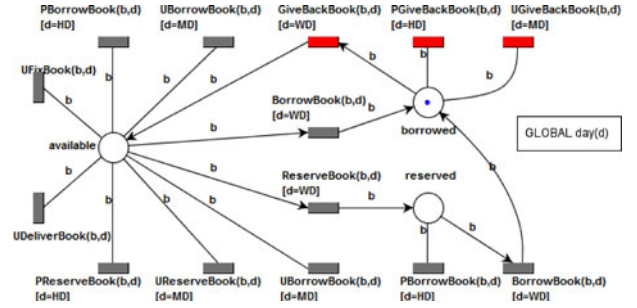 PBorrowBook(b,d)
[d=HD]
UBorrowBook(b,d)
[d=MD]
GiveBackBook(b,d)
[d=WD]
PGiveBackBook(b,d)
[d=HD]
UGiveBackBook(b,d)
[d=MD]
UFixBook(b,d)
b
b
b
b
b
b
b
BorrowBook(b,d)
[d=WD]
b
b
available
borrowed
GLOBAL day(d)
b
b
ReserveBook(b,d)
[d=WD]
reserved
b
b
b
b
b
b
b
b
UDeliverBook(b,d)
PReserveBook(b,d)
[d=HD]
UReserveBook(b,d)
[d=MD]
UBorrowBook(b,d)
[d=MD]
PBorrowBook(b,d)
[d=HD]
BorrowBook(b,d)
[d=WD]